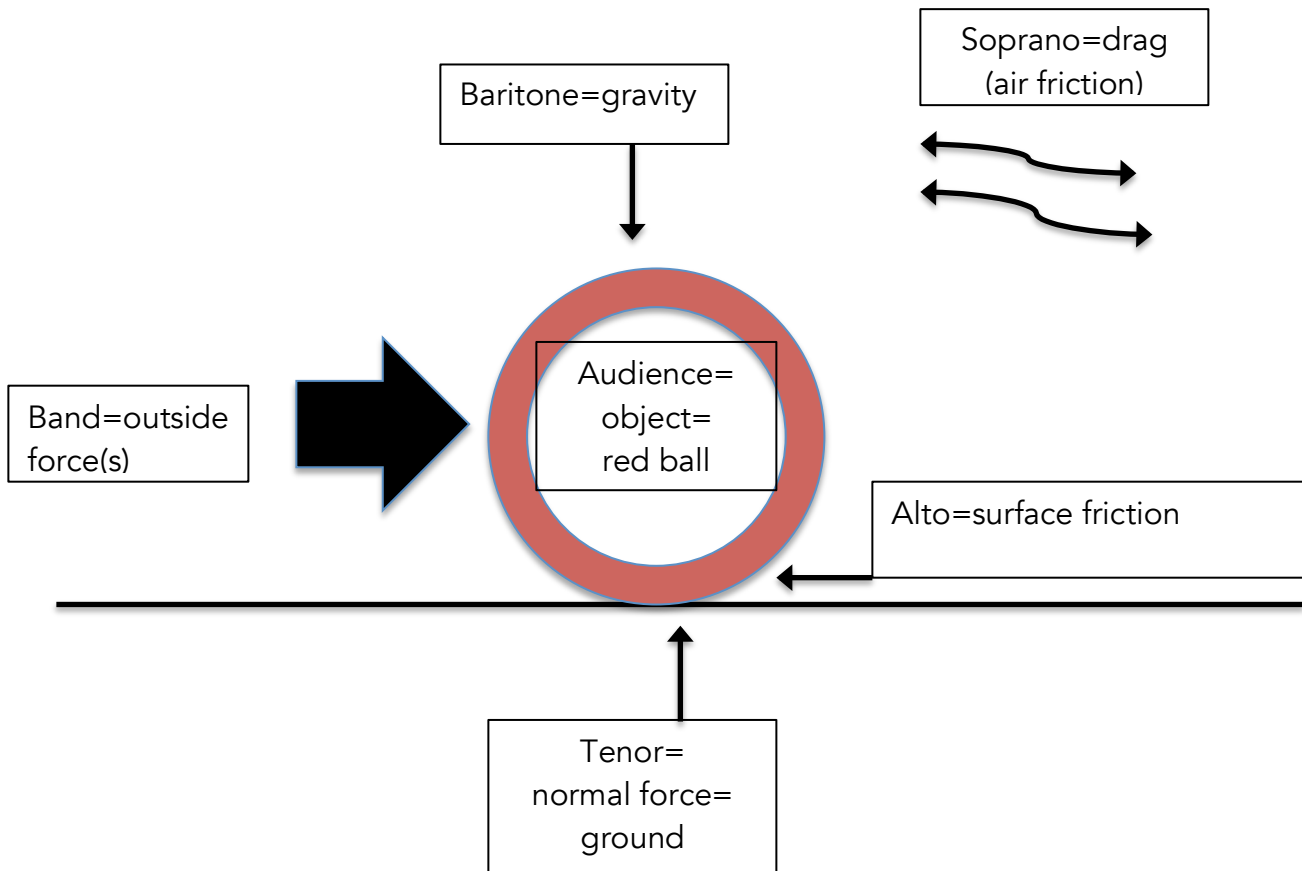 Soprano=drag
(air friction)
Baritone=gravity
Band=outside
force(s)
Audience=
object=
red ball
Alto=surface friction
Tenor=
normal force=
ground